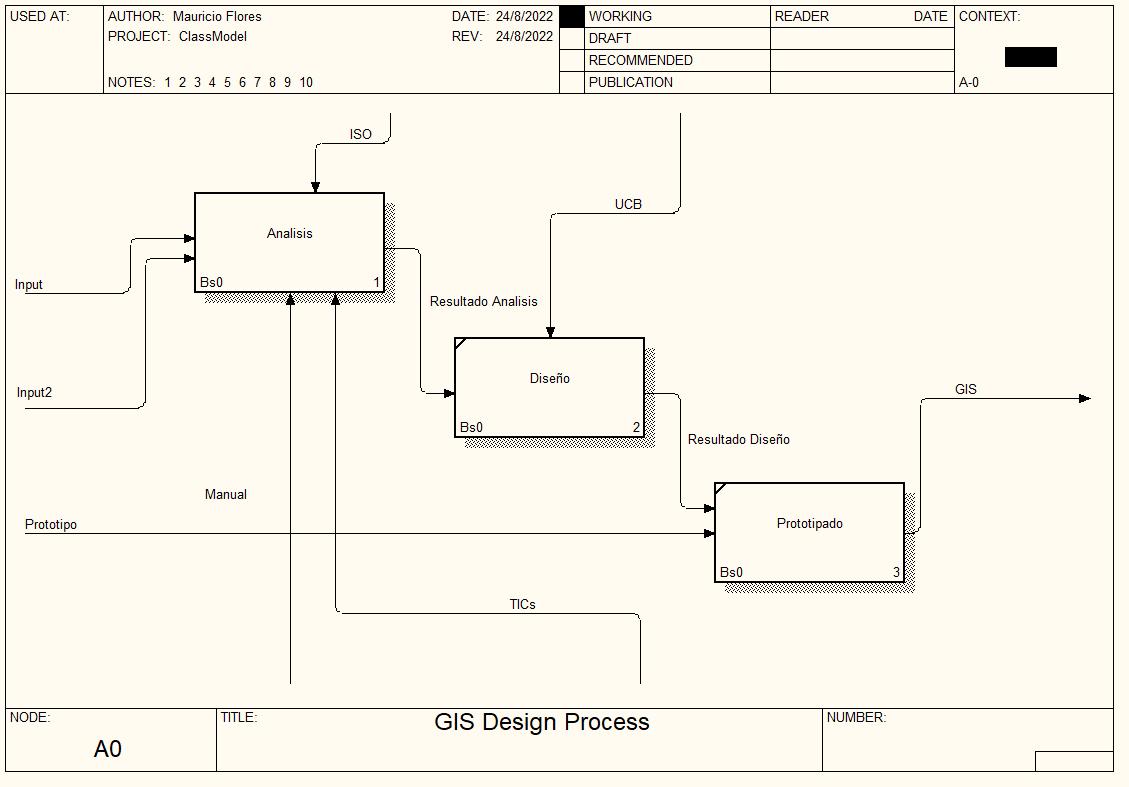 USED AT:
AUTHOR: Mauricio Flores
DATE: 24/8/2022
PROJECT: ClassModel
REV: 24/8/2022
NOTES: 1 2 3 4 5 6 7 8 9 10
WORKING
DRAFT
RECOMMENDED
PUBLICATION
READER DATE
CONTEXT:
A-0
ISO
UCB
Analisis
Bs0 1
Input
Resultado Analisis
Diseño
Bs0 2
Input2
GIS
Resultado Diseño
Manual
Prototipo
Prototipado
Bs0 3
TICs
NODE:
A0
TITLE:
GIS Design Process
NUMBER: